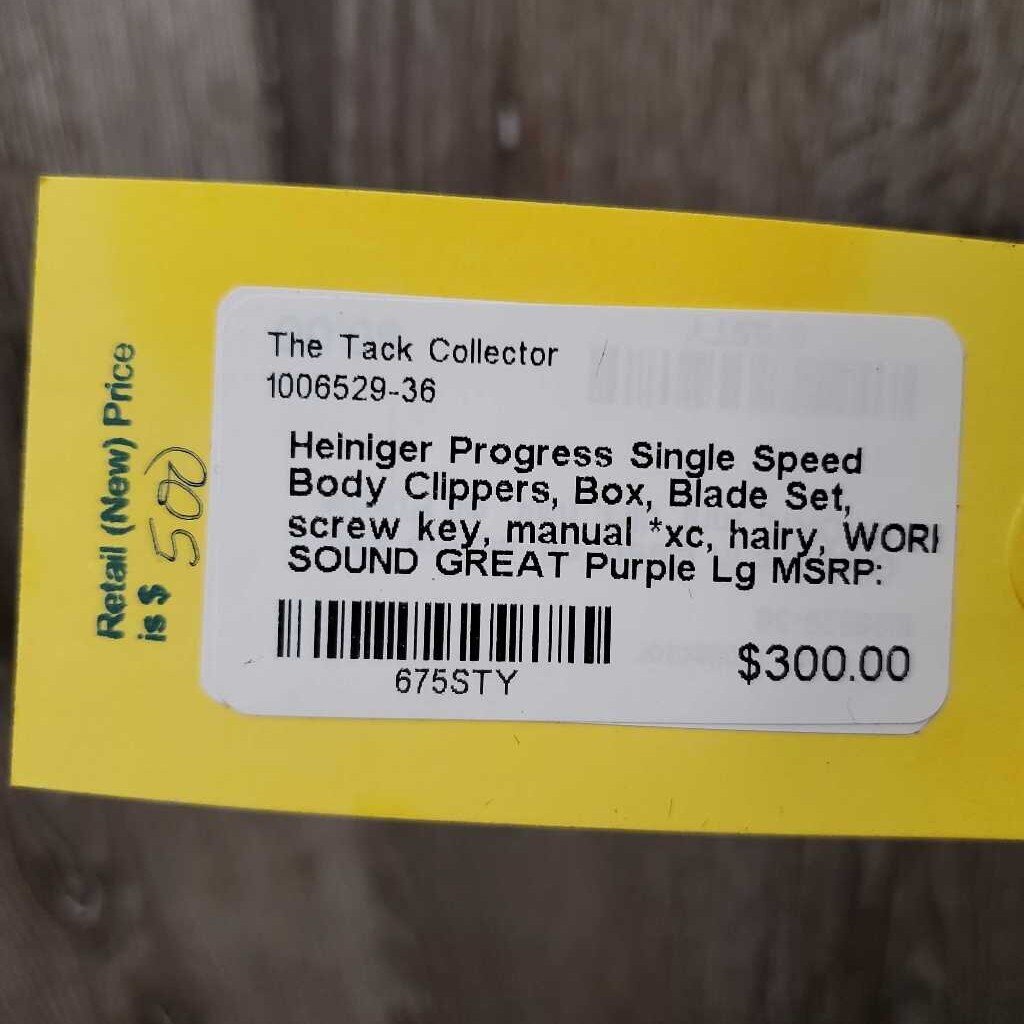 Retail (New) Price
is $ 500
The Tack Collector
1006529-36
Heiniger Progress Single Speed
Body Clippers, Box, Blade Set,
screw key, manual *xc, hairy, WORK
SOUND GREAT Purple Lg MSRP:
675STY
$300.00